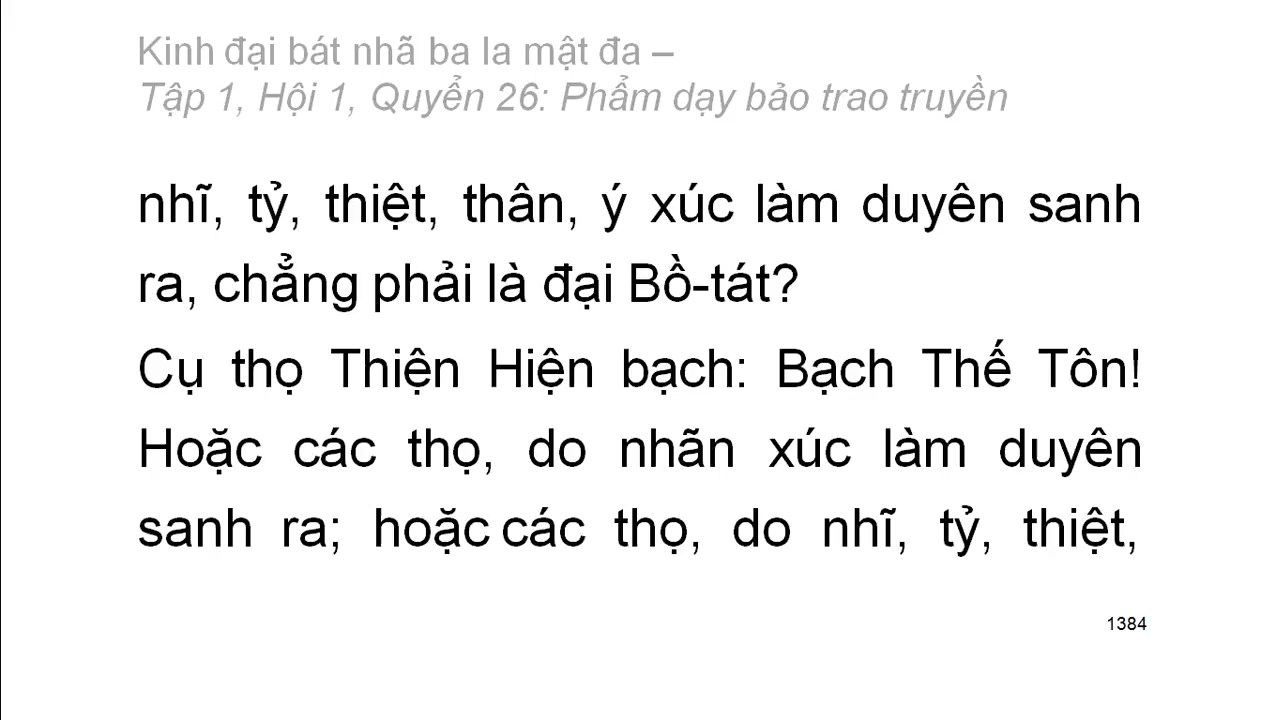 Kinh đại bát nhã ba la mật đa –
Tập 1, Hội 1, Quyển 26: Phẩm dạy bảo trao truyền
nhĩ, tỷ, thiệt, thân, ý xúc làm duyên sanh
ra, chẳng phải là đại Bồ-tát?
Cụ thọ Thiện Hiện bạch: Bạch Thế Tôn!
Hoặc các thọ, do nhãn xúc làm duyên
sanh ra; hoặc các thọ, do nhĩ, tỷ, thiệt,
1384